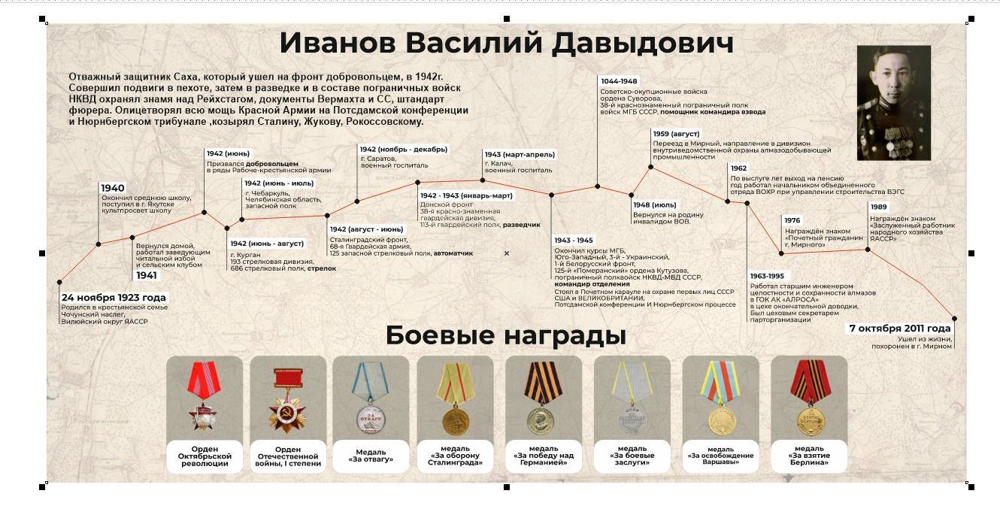 Иванов Василий Давыдович
Отважный защитник Саха, который ушел на фронт добровольцем, в 1942г.
Совершил подвиги в пехоте, затем в разведке и в составе пограничных войск
НКВД охранял знамя над Рейхстагом, документы Вермахта и СС, штандарт
фюрера. Олицетворял всю мощь Красной Армии на Потсдамской конференции
и Нюрнбергском трибунале ,козырял Сталину, Жукову, Рокоссовскому.
24 ноября 1923 года
Родился в крестьянской семье
Чочунский наслег,
Вилюйский округ ЯАССР
1940
Окончил среднюю школу,
поступил в г. Якутске
культпросвет школу
Вернулся домой,
работал заведующим
читальной избой
и сельским клубом
1941
1942 (июнь)
Призвался добровольцем
в ряды Рабоче-крестьянской армии
1942 (июнь - август)
г. Курган
193 стрелковая дивизия,
686 стрелковый полк, стрелок
1942 (июнь - июль)
г. Чебаркуль,
Челябинская область,
запасной полк
1942 (август - июнь)
Сталинградский фронт,
68-я Гвардейская армия,
125 запасной стрелковый полк, автоматчик
1942 (ноябрь - декабрь)
г. Саратов,
военный госпиталь
1942 - 1943 (январь-март)
Донской фронт
38-я красно-знаменная
гвардейская дивизия,
113-й гвардейский полк, разведчик
1943 (март-апрель)
г. Калач,
военный госпиталь
1943 - 1945
Окончил курсы МГБ,
Юго-Западный, 3-й - Украинский,
1-й Белорусский фронт,
125-й «Померанский» ордена Кутузова,
пограничный полквойск НКВД-МВД СССР,
командир отделения
Стоял в Почетном карауле на охране первых лиц СССР
США и ВЕЛИКОБРИТАНИИ,
Потсдамской конференции И Нюрнбергском процессе
1044-1948
Советско-окупционные войска
ордена Суворова,
38-й краснознаменный пограничный полк
войск МГБ СССР, помощник командира взвода
1948 (июль)
Вернулся на родину
инвалидом ВОВ.
1959 (август)
Переезд в Мирный, направление в дивизион
внутриведомственной охраны алмазодобывающей
промышленности
1962
По выслуге лет выход на пенсию
год работал начальником объединенного
отряда ВОХР при управлении строительства ВЭГС
1963-1995
Работал старшим инженером
целостности и сохранности алмазов
в ГОК АК «АЛРОСА»
в цехе окончательной доводки,
Был цеховым секретарем
парторганизации
1976
Награждён знаком
«Почетный гражданин
г. Мирного»
1989
Награждён знаком
«Заслуженный работник
народного хозяйства
ЯАССР»
7 октября 2011 года
Ушел из жизни,
похоронен в г. Мирном
Боевые награды
Орден
Октябрьской
революции
Орден
Отечественной
войны, I степени
Медаль
«За отвагу»
медаль
«За оборону
Сталинграда»
медаль
«За победу над
Германией»
медаль
«За боевые
заслуги»
медаль
«За освобождение
Варшавы»
медаль
«За взятие
Берлина»